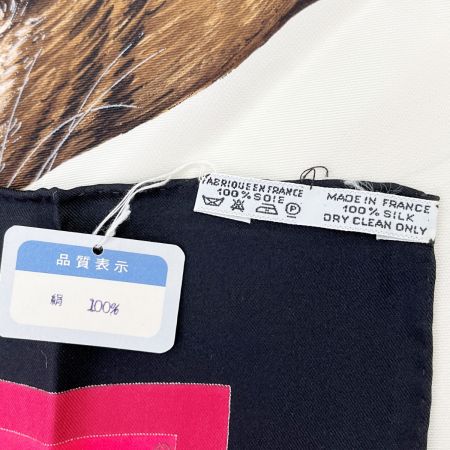 FABRIQUE EN FRANCE
100% SOIE
MADE IN FRANCE
100% SILK
DRY CLEAN ONLY
品質表示
絹 100%